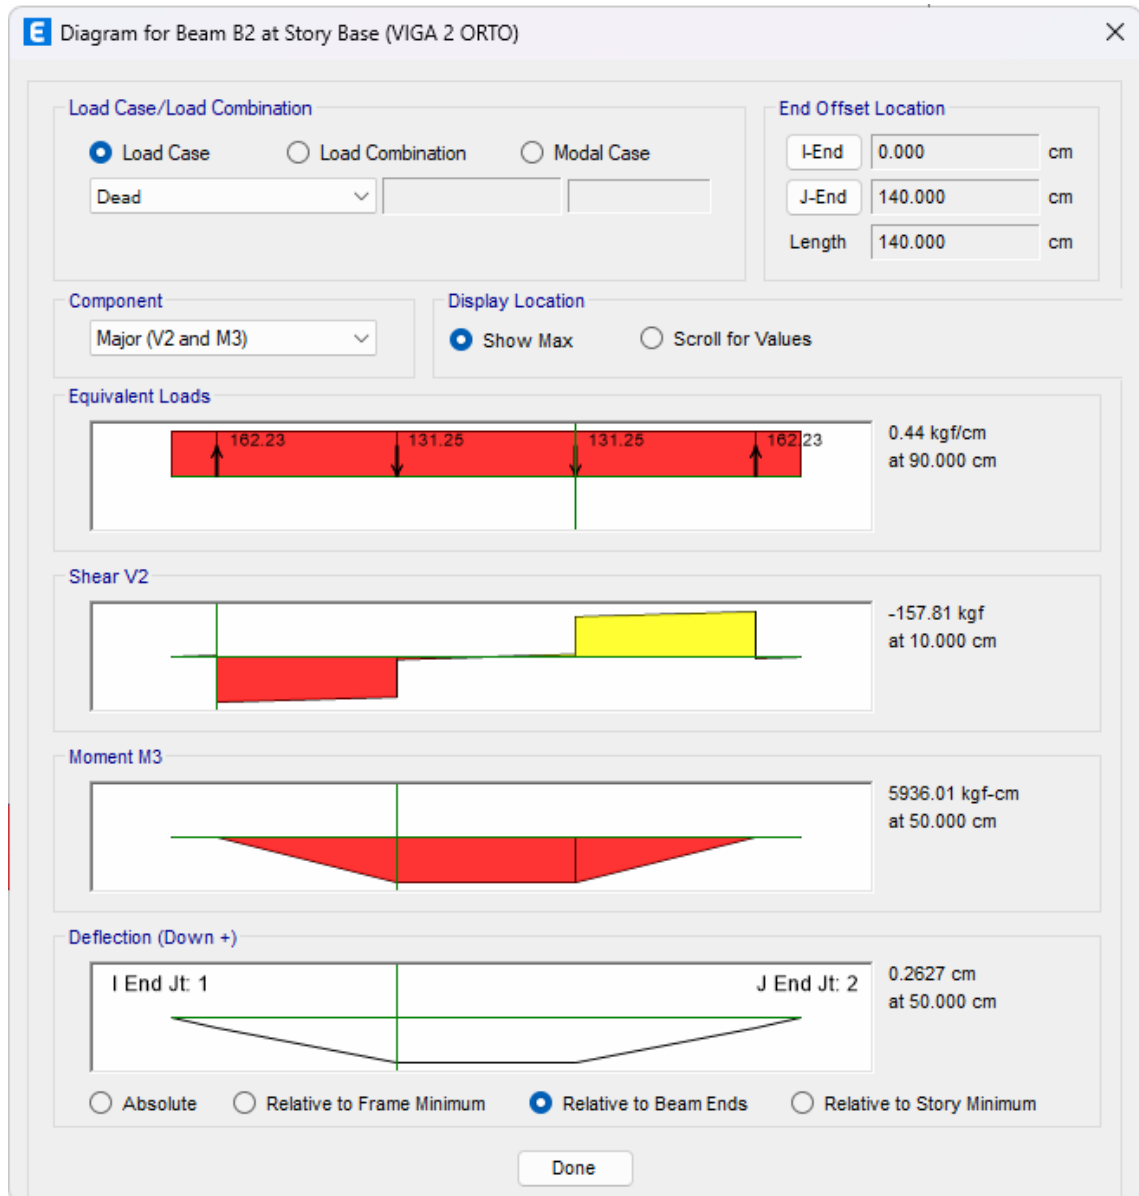 E Diagram for Beam B2 at Story Base (VIGA 2 ORTO)
Load Case/Load Combination
Load Case Load Combination Modal Case
Dead
End Offset Location
I-End 0.000 cm
J-End 140.000 cm
Length 140.000 cm
Component
Major (V2 and M3)
Display Location
Show Max Scroll for Values
Equivalent Loads
162.23 131.25 131.25 162.23
0.44 kgf/cm
at 90.000 cm
Shear V2
-157.81 kgf
at 10.000 cm
Moment M3
5936.01 kgf-cm
at 50.000 cm
Deflection (Down +)
I End Jt: 1 J End Jt: 2
0.2627 cm
at 50.000 cm
Absolute Relative to Frame Minimum Relative to Beam Ends Relative to Story Minimum
Done